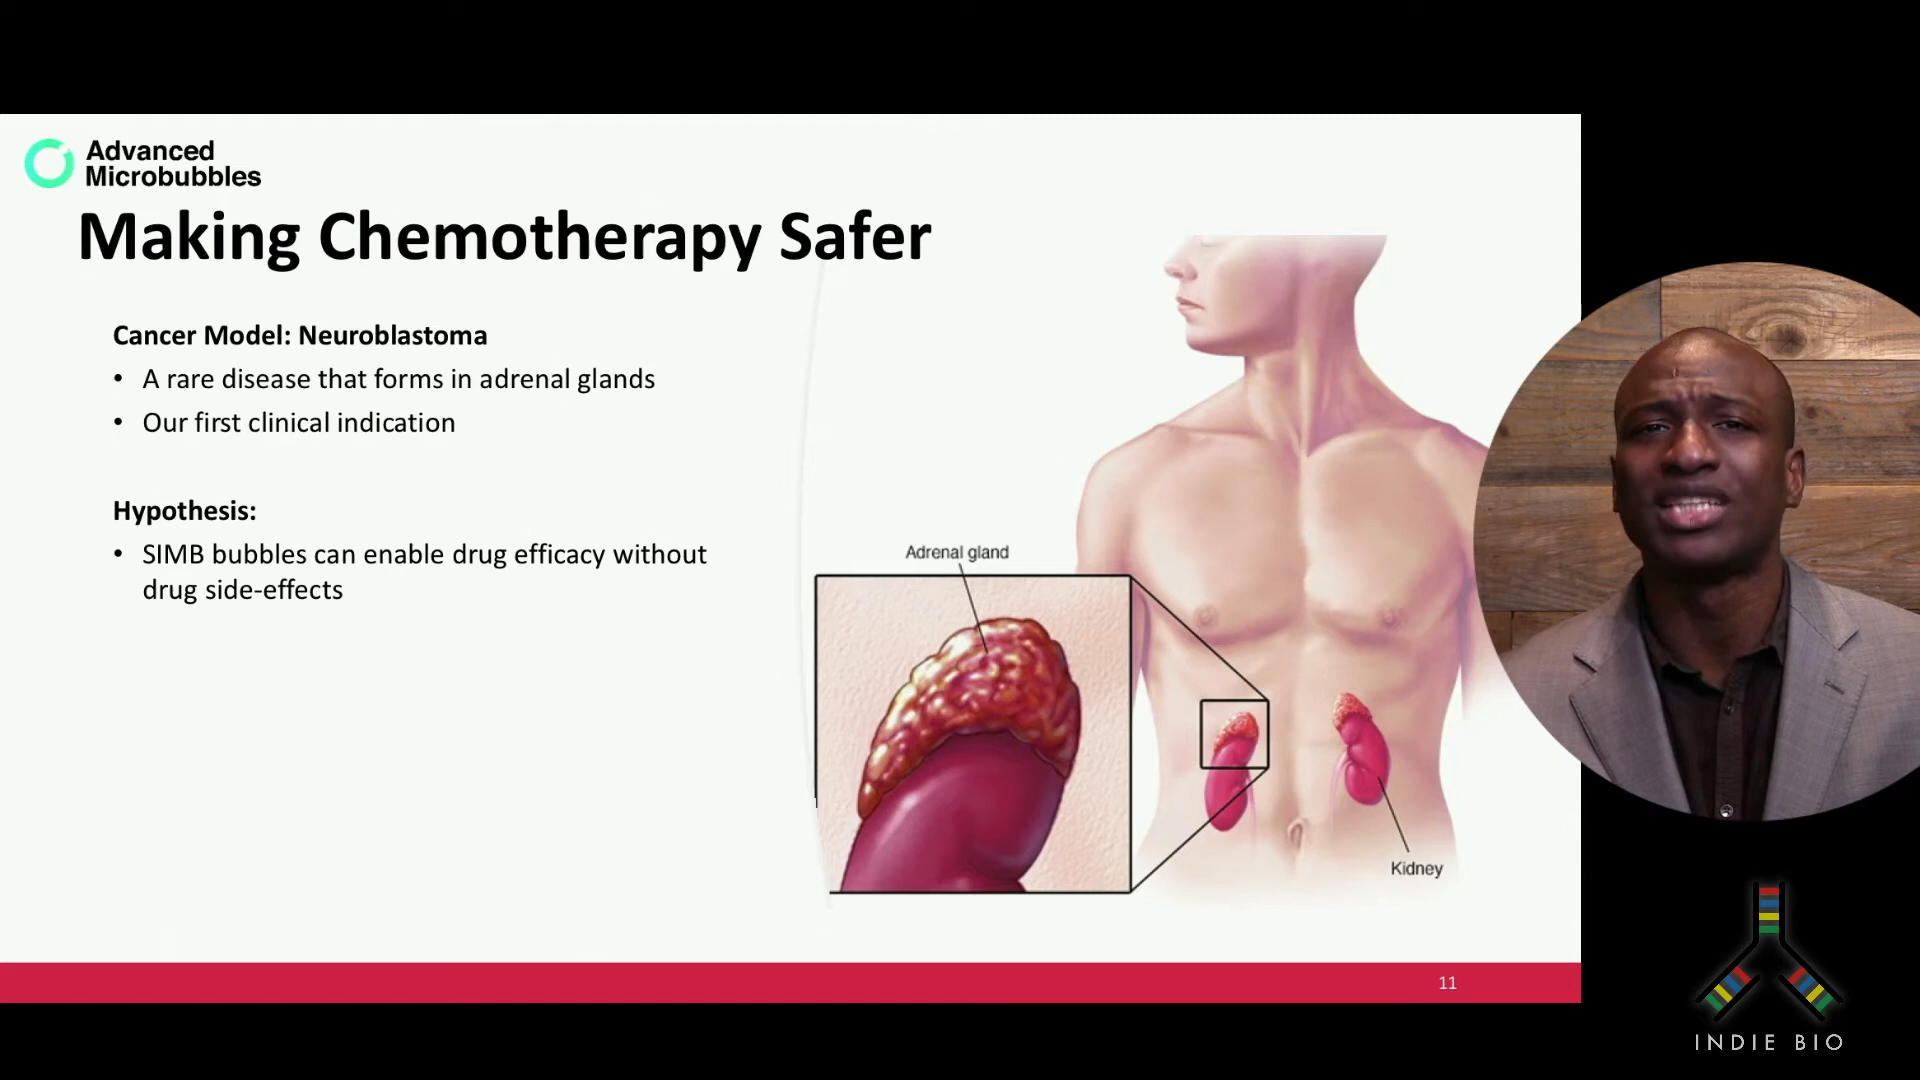 Advanced
Microbubbles
Making Chemotherapy Safer
Cancer Model: Neuroblastoma
• A rare disease that forms in adrenal glands
• Our first clinical indication
Hypothesis:
• SIMB bubbles can enable drug efficacy without
drug side-effects
Adrenal gland
Kidney
11
INDIE BIO